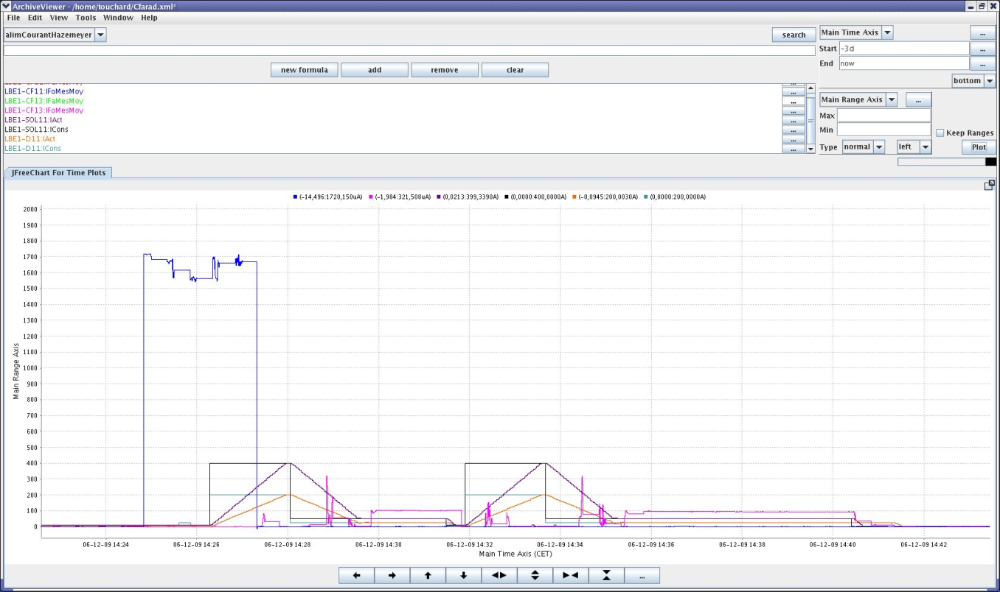 ArchiveViewer - /home/touchard/Cfarad.xml*
File Edit View Tools Window Help
alimCourantHazemeyer
search
new formula add remove clear
LBE1-CF11:IFoMesMoy
LBE1-CF13:IFaMesMoy
LBE1-CF13:IFoMesMoy
LBE1-SOL11:IAct
LBE1-SOL11:ICons
LBE1-D11:IAct
LBE1-D11:ICons
...
...
...
...
...
...
...
...
Main Time Axis ...
Start -3d ...
End now ...
bottom
Main Range Axis ...
Max
Min
Keep Ranges
Type normal left Plot
JFreeChart For Time Plots
(-14,496:1720,150uA) (-1,984:321,508uA) (0,0213:399,3390A) (0,0000:400,0000A) (-0,0945:200,0030A) (0,0000:200,0000A)
2000
1900
1800
1700
1600
1500
1400
1300
1200
1100
1000
900
800
700
600
500
400
300
200
100
0
Main Range Axis
06-12-09 14:24 06-12-09 14:26 06-12-09 14:28 06-12-09 14:30 06-12-09 14:32 06-12-09 14:34 06-12-09 14:36 06-12-09 14:38 06-12-09 14:40 06-12-09 14:42
Main Time Axis (CET)
...